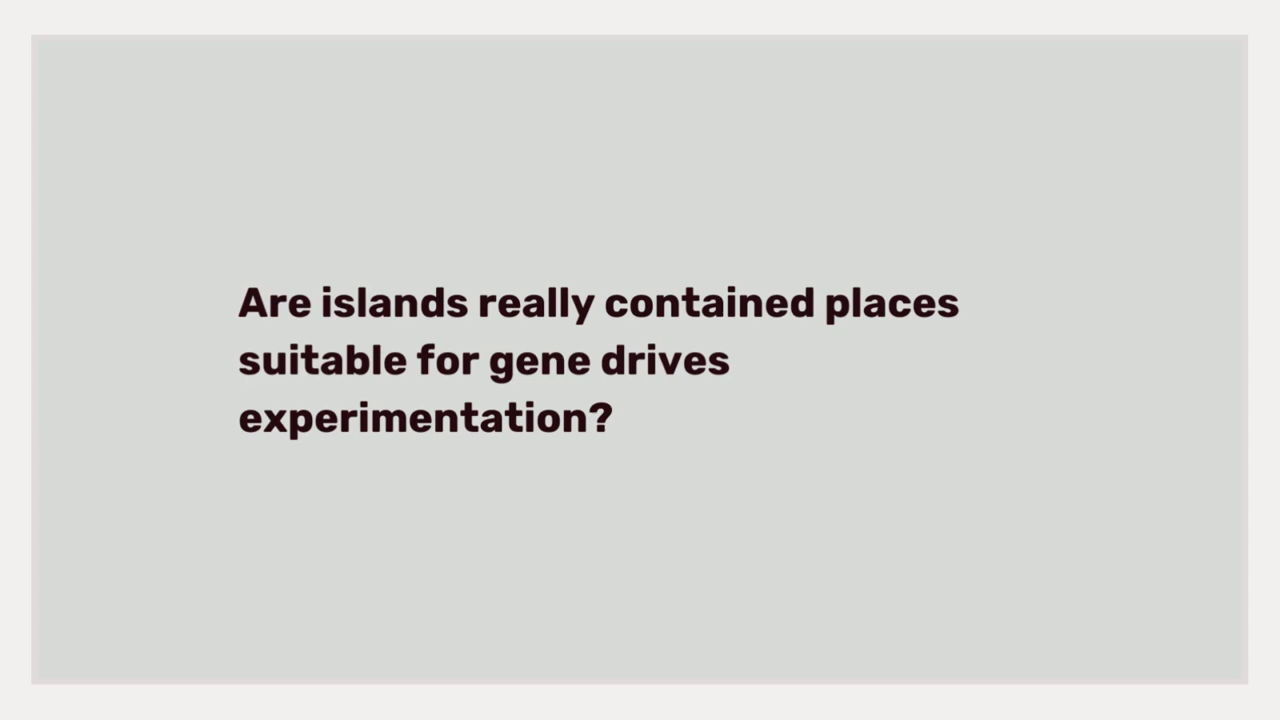 Are islands really contained places
suitable for gene drives
experimentation?